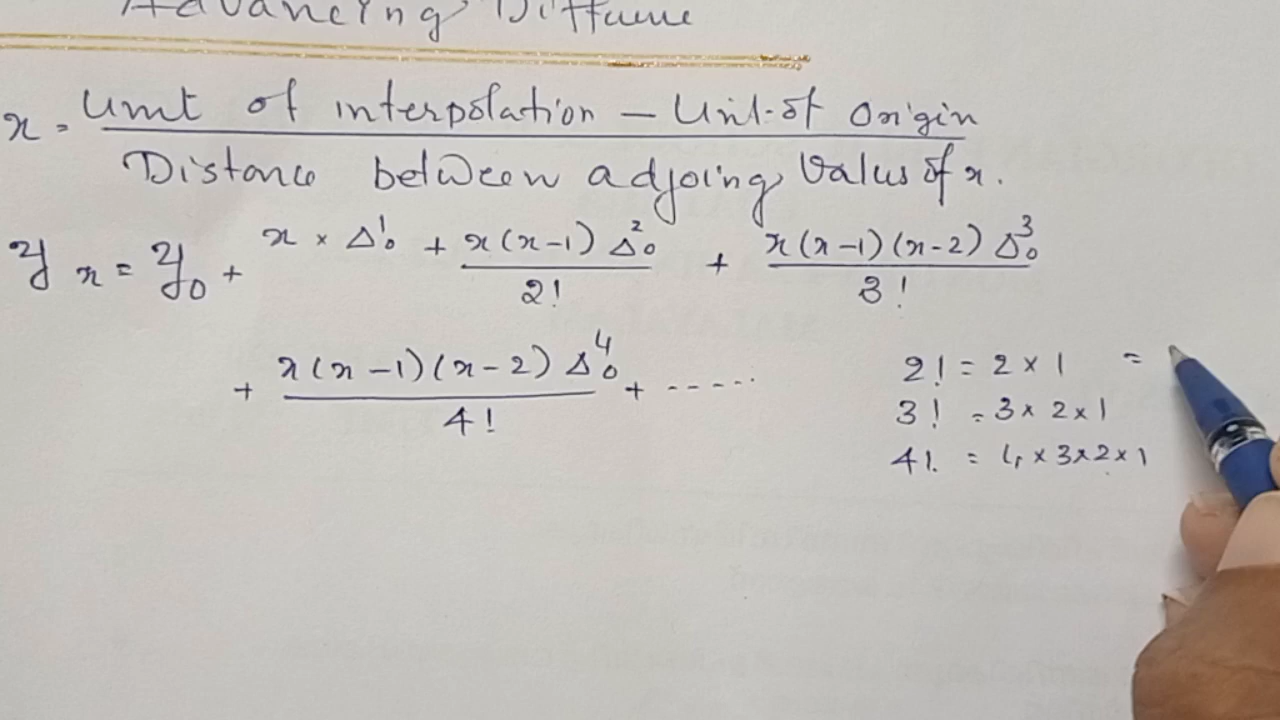 Advancing Difference
x = Unit of interpolation - Unit of Origin
Distance between adjoing Values of x.
y x = y₀ + x × Δ¹₀ + x(x-1) Δ²₀ / 2! + x(x-1)(x-2) Δ³₀ / 3!
+ x(x-1)(x-2) Δ⁴₀ / 4! + ------
2! = 2 × 1 =
3! = 3 × 2 × 1
4! = 4 × 3 × 2 × 1